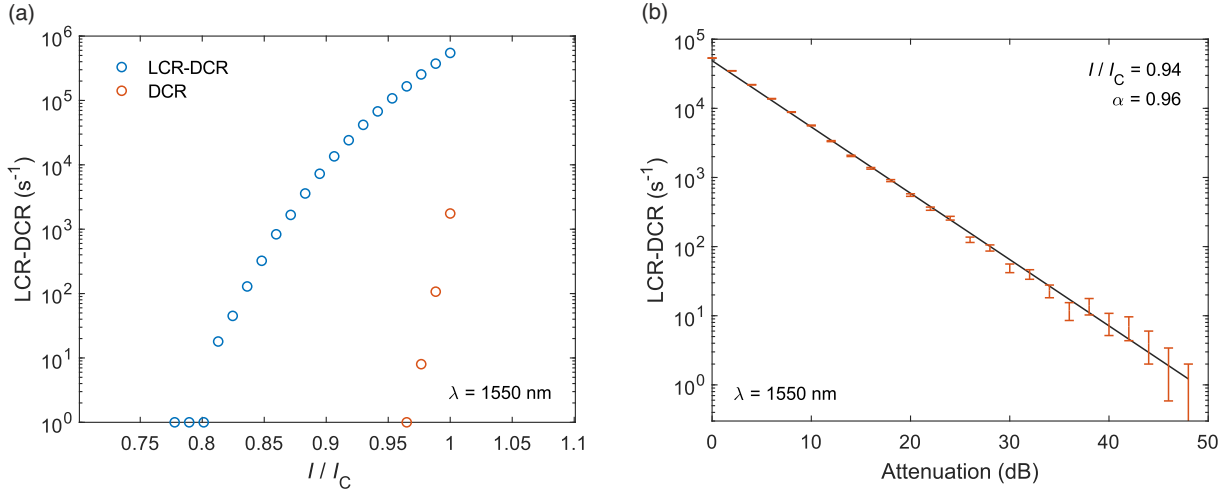 (a)
10^6
10^5
10^4
10^3
10^2
10^1
10^0
LCR-DCR (s^-1)
LCR-DCR
DCR
λ = 1550 nm
0.75
0.8
0.85
0.9
0.95
1
1.05
1.1
I / I_C
(b)
10^5
10^4
10^3
10^2
10^1
10^0
LCR-DCR (s^-1)
I / I_C = 0.94
α = 0.96
λ = 1550 nm
0
10
20
30
40
50
Attenuation (dB)